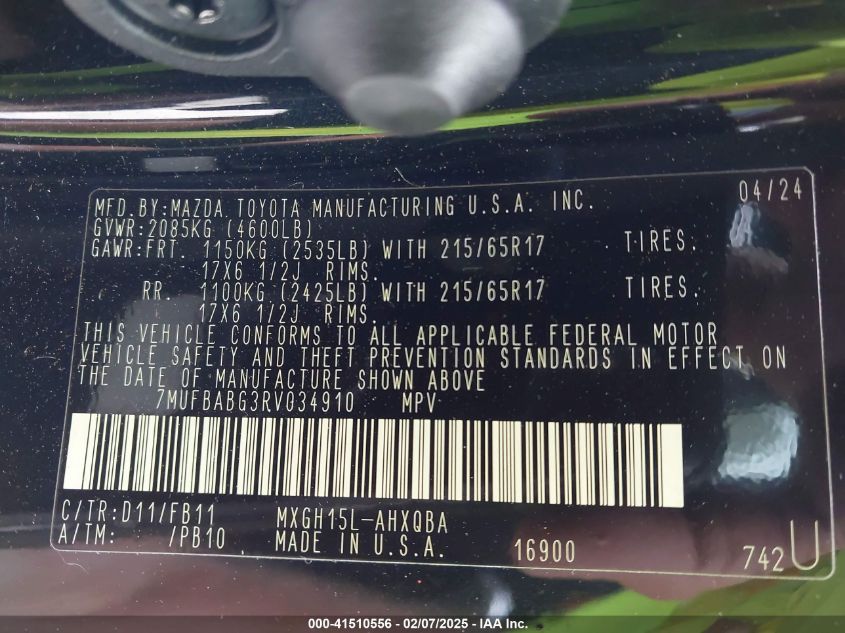 MFD.BY:MAZDA TOYOTA MANUFACTURING U.S.A. INC. 04/24
GVWR:2085KG (4600LB)
GAWR:FRT. 1150KG (2535LB) WITH 215/65R17 TIRES.
17X6 1/2J RIMS.
RR. 1100KG (2425LB) WITH 215/65R17 TIRES.
17X6 1/2J RIMS.
THIS VEHICLE CONFORMS TO ALL APPLICABLE FEDERAL MOTOR
VEHICLE SAFETY AND THEFT PREVENTION STANDARDS IN EFFECT ON
THE DATE OF MANUFACTURE SHOWN ABOVE
7MUFBABG3RV034910 MPV
C/TR:D11/FB11 MXGH15L-AHXQBA
A/TM: /PB10 MADE IN U.S.A. 16900 742U
000-41510556 - 02/07/2025 - IAA Inc.